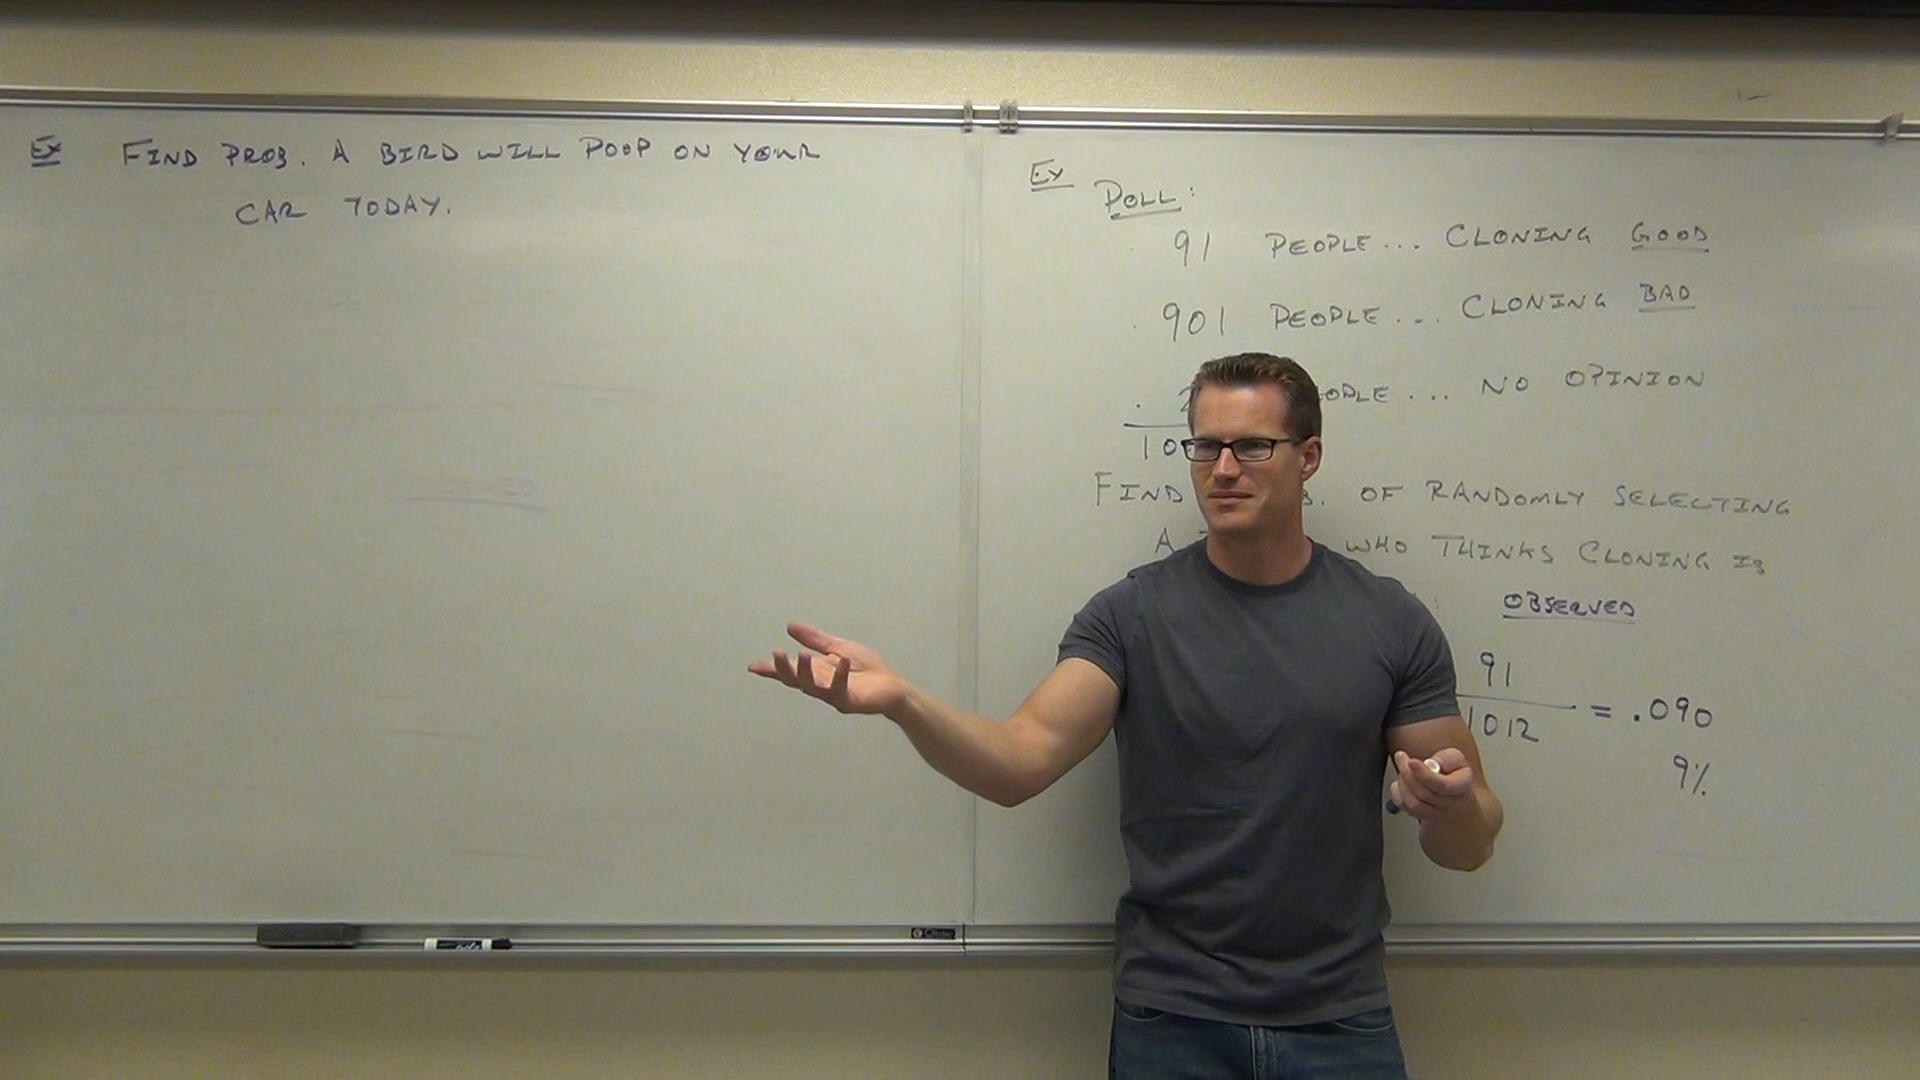 Ex FIND PROB. A BIRD WILL POOP ON YOUR
CAR TODAY.
Ex
POLL:
91 PEOPLE... CLONING GOOD
901 PEOPLE... CLONING BAD
... NO OPINION
FIND OF RANDOMLY SELECTING
A WHO THINKS CLONING IS
OBSERVED
91
1012 = .090
9%